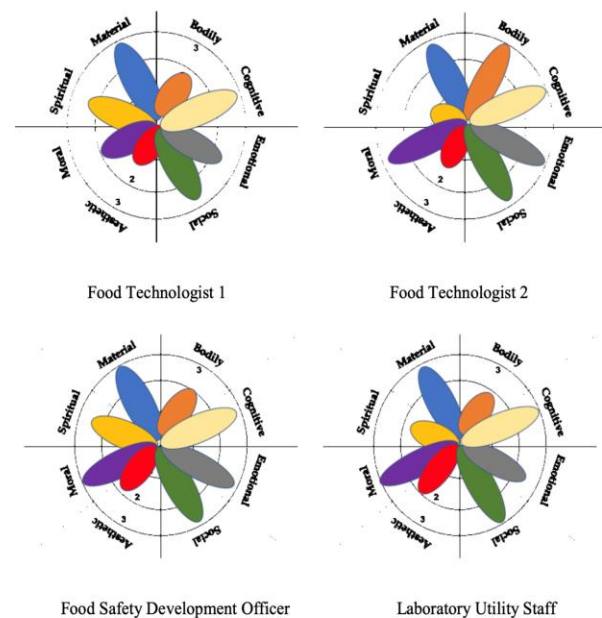 Material
Bodily
3
Spiritual
Cognitive
Moral
Emotional
2
3
Aesthetic
Social
Material
Bodily
3
Spiritual
Cognitive
Moral
Emotional
2
3
Aesthetic
Social
Food Technologist 1
Food Technologist 2
Material
Bodily
3
Spiritual
Cognitive
Moral
Emotional
2
3
Aesthetic
Social
Material
Bodily
3
Spiritual
Cognitive
Moral
Emotional
2
3
Aesthetic
Social
Food Safety Development Officer
Laboratory Utility Staff